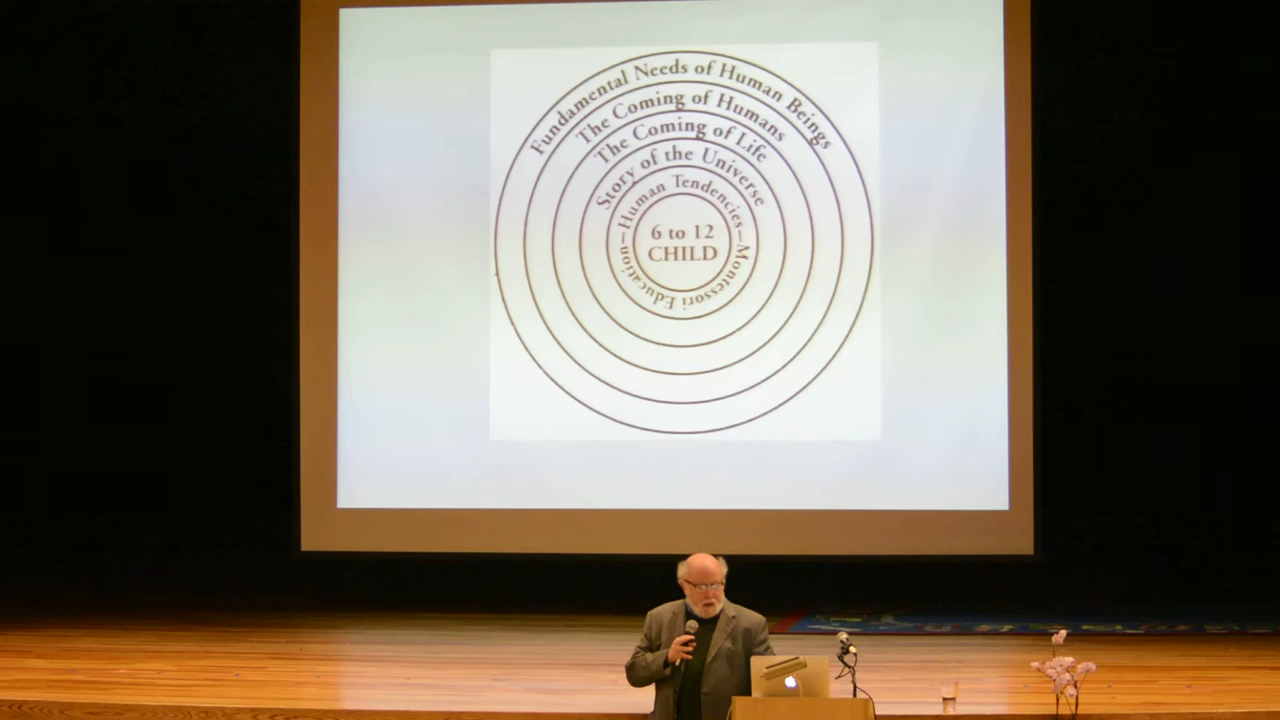 Fundamental Needs of Human Beings
The Coming of Humans
The Coming of Life
Story of the Universe
Human Tendencies—
Montessori Education—
6 to 12
CHILD